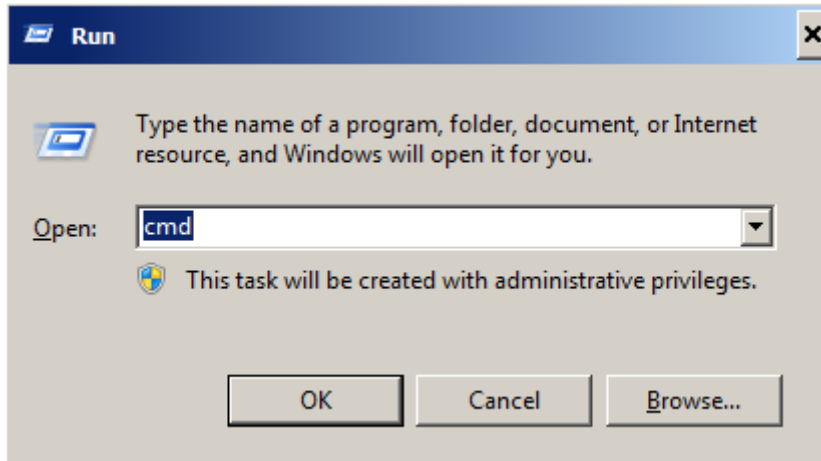 Run
Type the name of a program, folder, document, or Internet
resource, and Windows will open it for you.
Open: cmd
This task will be created with administrative privileges.
OK Cancel Browse...